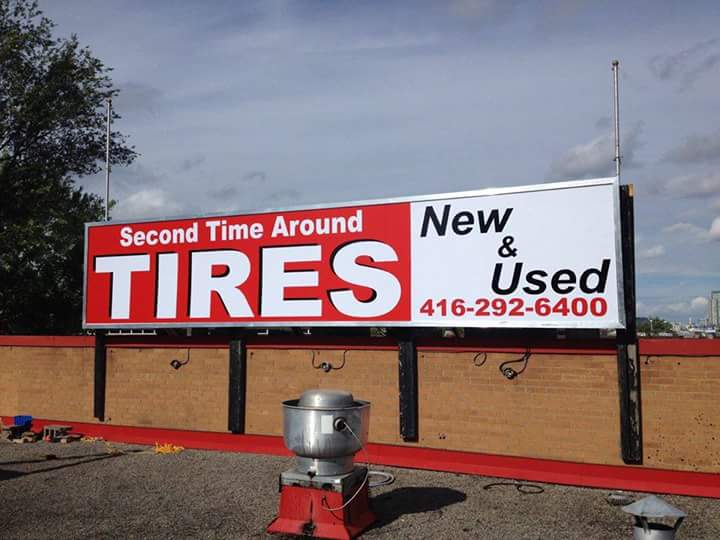 Second Time Around
TIRES
New
&
Used
416-292-6400